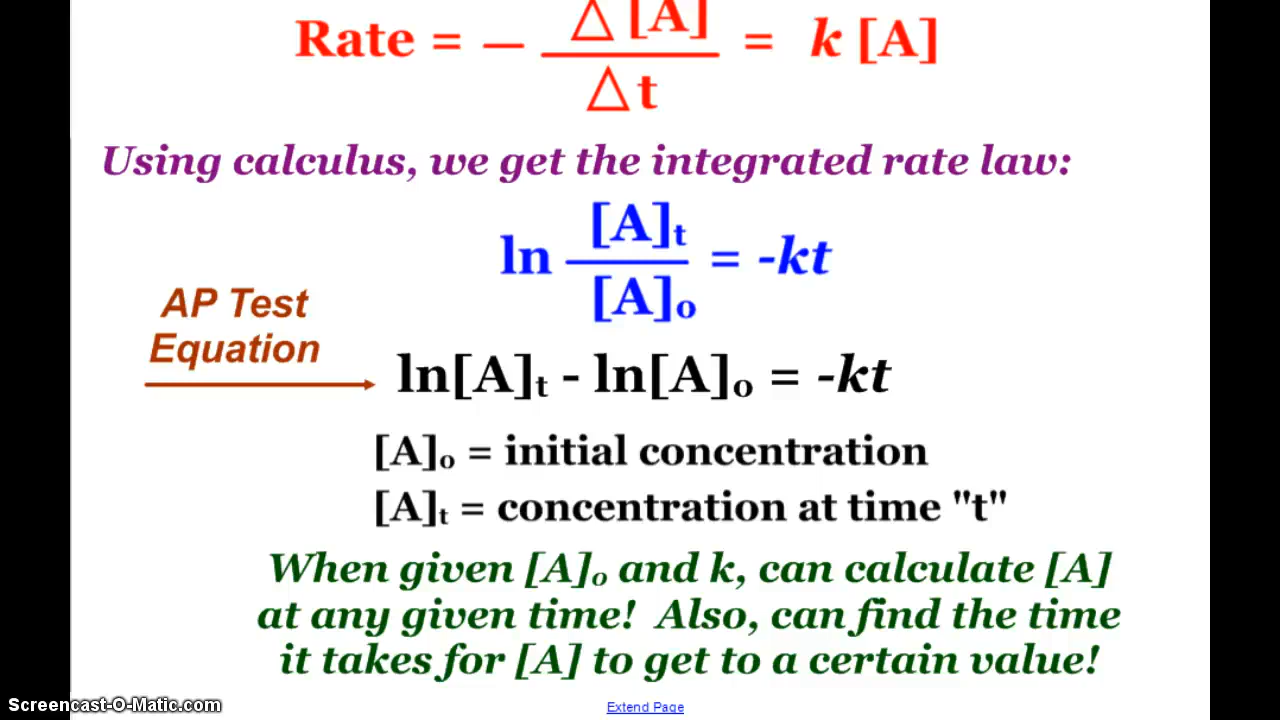 Rate = − △[A] / △t = k [A]
Using calculus, we get the integrated rate law:
ln [A]t / [A]o = -kt
AP Test
Equation
ln[A]t - ln[A]o = -kt
[A]o = initial concentration
[A]t = concentration at time "t"
When given [A]o and k, can calculate [A]
at any given time! Also, can find the time
it takes for [A] to get to a certain value!
Screencast-O-Matic.com
Extend Page